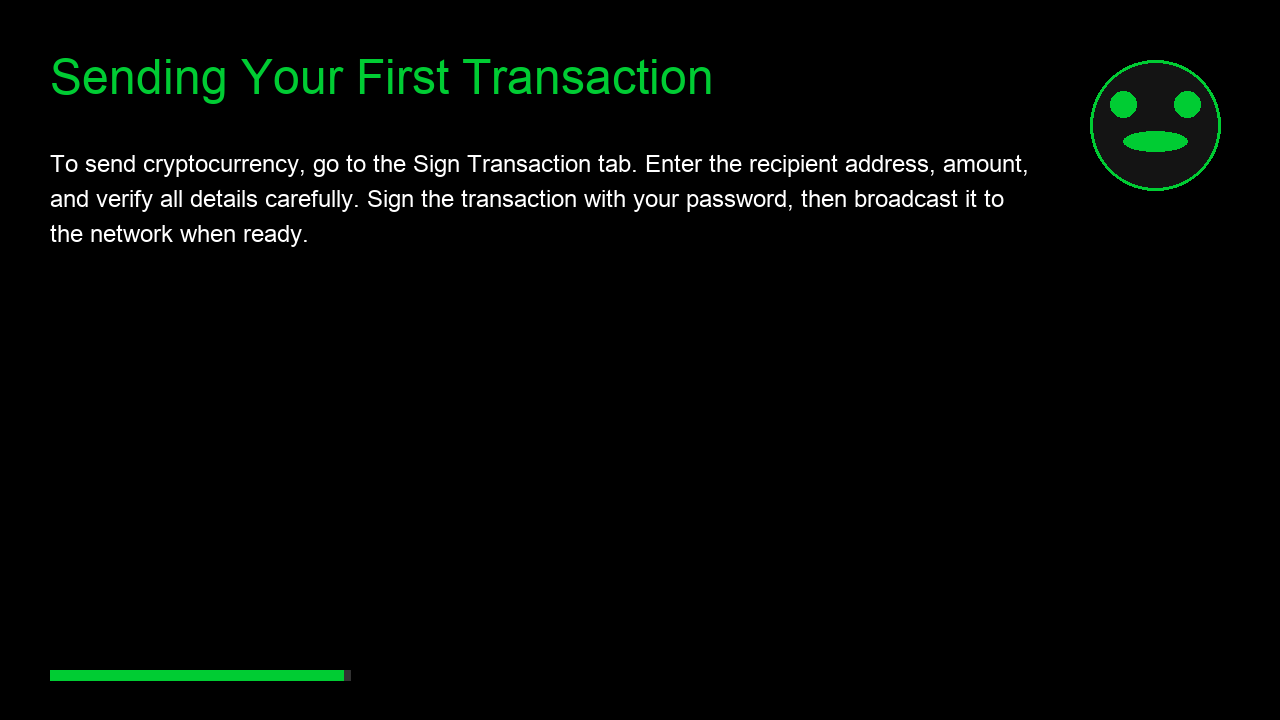 Sending Your First Transaction
To send cryptocurrency, go to the Sign Transaction tab. Enter the recipient address, amount,
and verify all details carefully. Sign the transaction with your password, then broadcast it to
the network when ready.